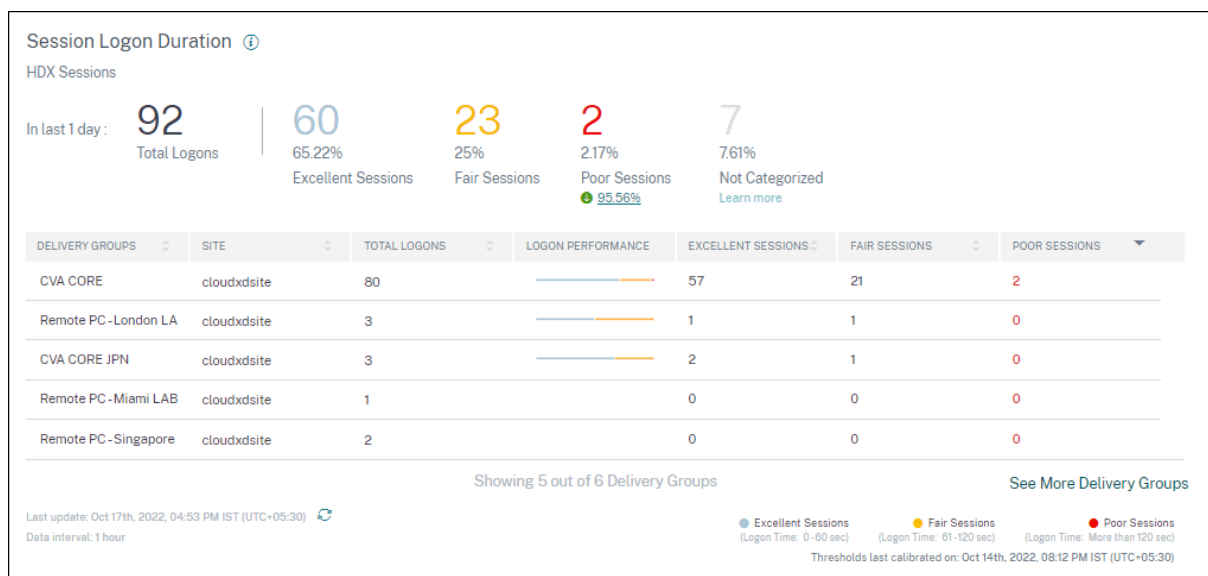 Session Logon Duration
HDX Sessions
In last 1 day :
92
Total Logons
60
65.22%
Excellent Sessions
23
25%
Fair Sessions
2
2.17%
Poor Sessions
95.56%
7
7.61%
Not Categorized
Learn more
DELIVERY GROUPS SITE TOTAL LOGONS LOGON PERFORMANCE EXCELLENT SESSIONS FAIR SESSIONS POOR SESSIONS
CVA CORE cloudxdsite 80 57 21 2
Remote PC-London LA cloudxdsite 3 1 1 0
CVA CORE JPN cloudxdsite 3 2 1 0
Remote PC-Miami LAB cloudxdsite 1 0 0 0
Remote PC-Singapore cloudxdsite 2 0 0 0
Showing 5 out of 6 Delivery Groups
See More Delivery Groups
Last update: Oct 17th, 2022, 04:53 PM IST (UTC+05:30)
Data interval: 1 hour
Excellent Sessions
(Logon Time: 0-60 sec)
Fair Sessions
(Logon Time: 61-120 sec)
Poor Sessions
(Logon Time: More than 120 sec)
Thresholds last calibrated on: Oct 14th, 2022, 08:12 PM IST (UTC+05:30)